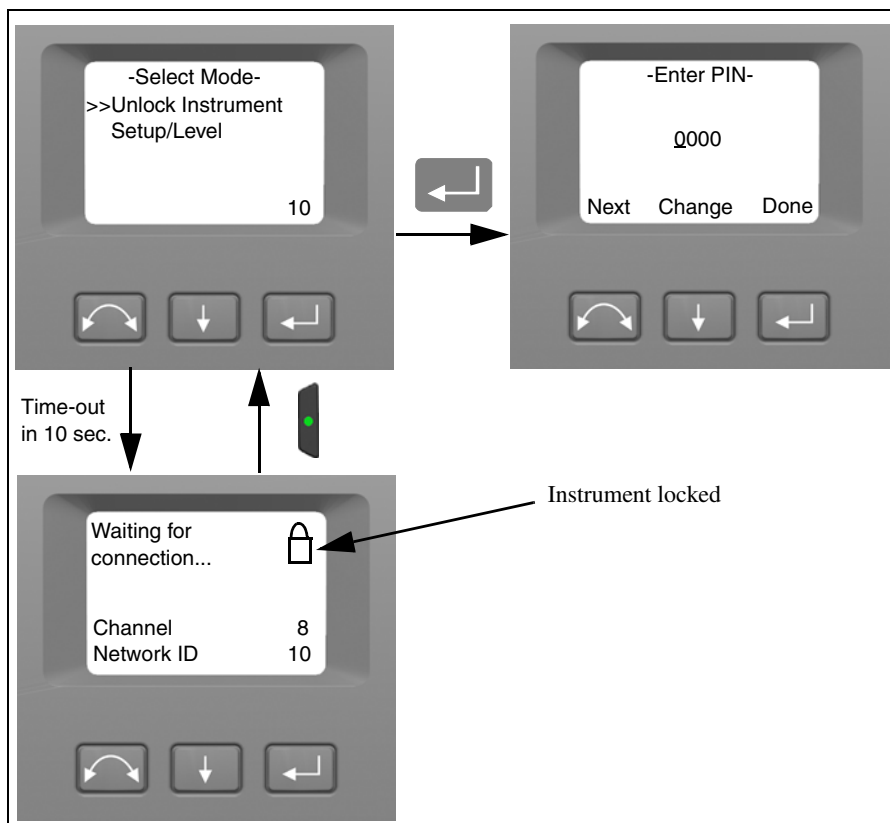 -Select Mode-
>>Unlock Instrument
Setup/Level
10
-Enter PIN-
0000
Next Change Done
Time-out
in 10 sec.
Waiting for
connection...
Channel 8
Network ID 10
Instrument locked